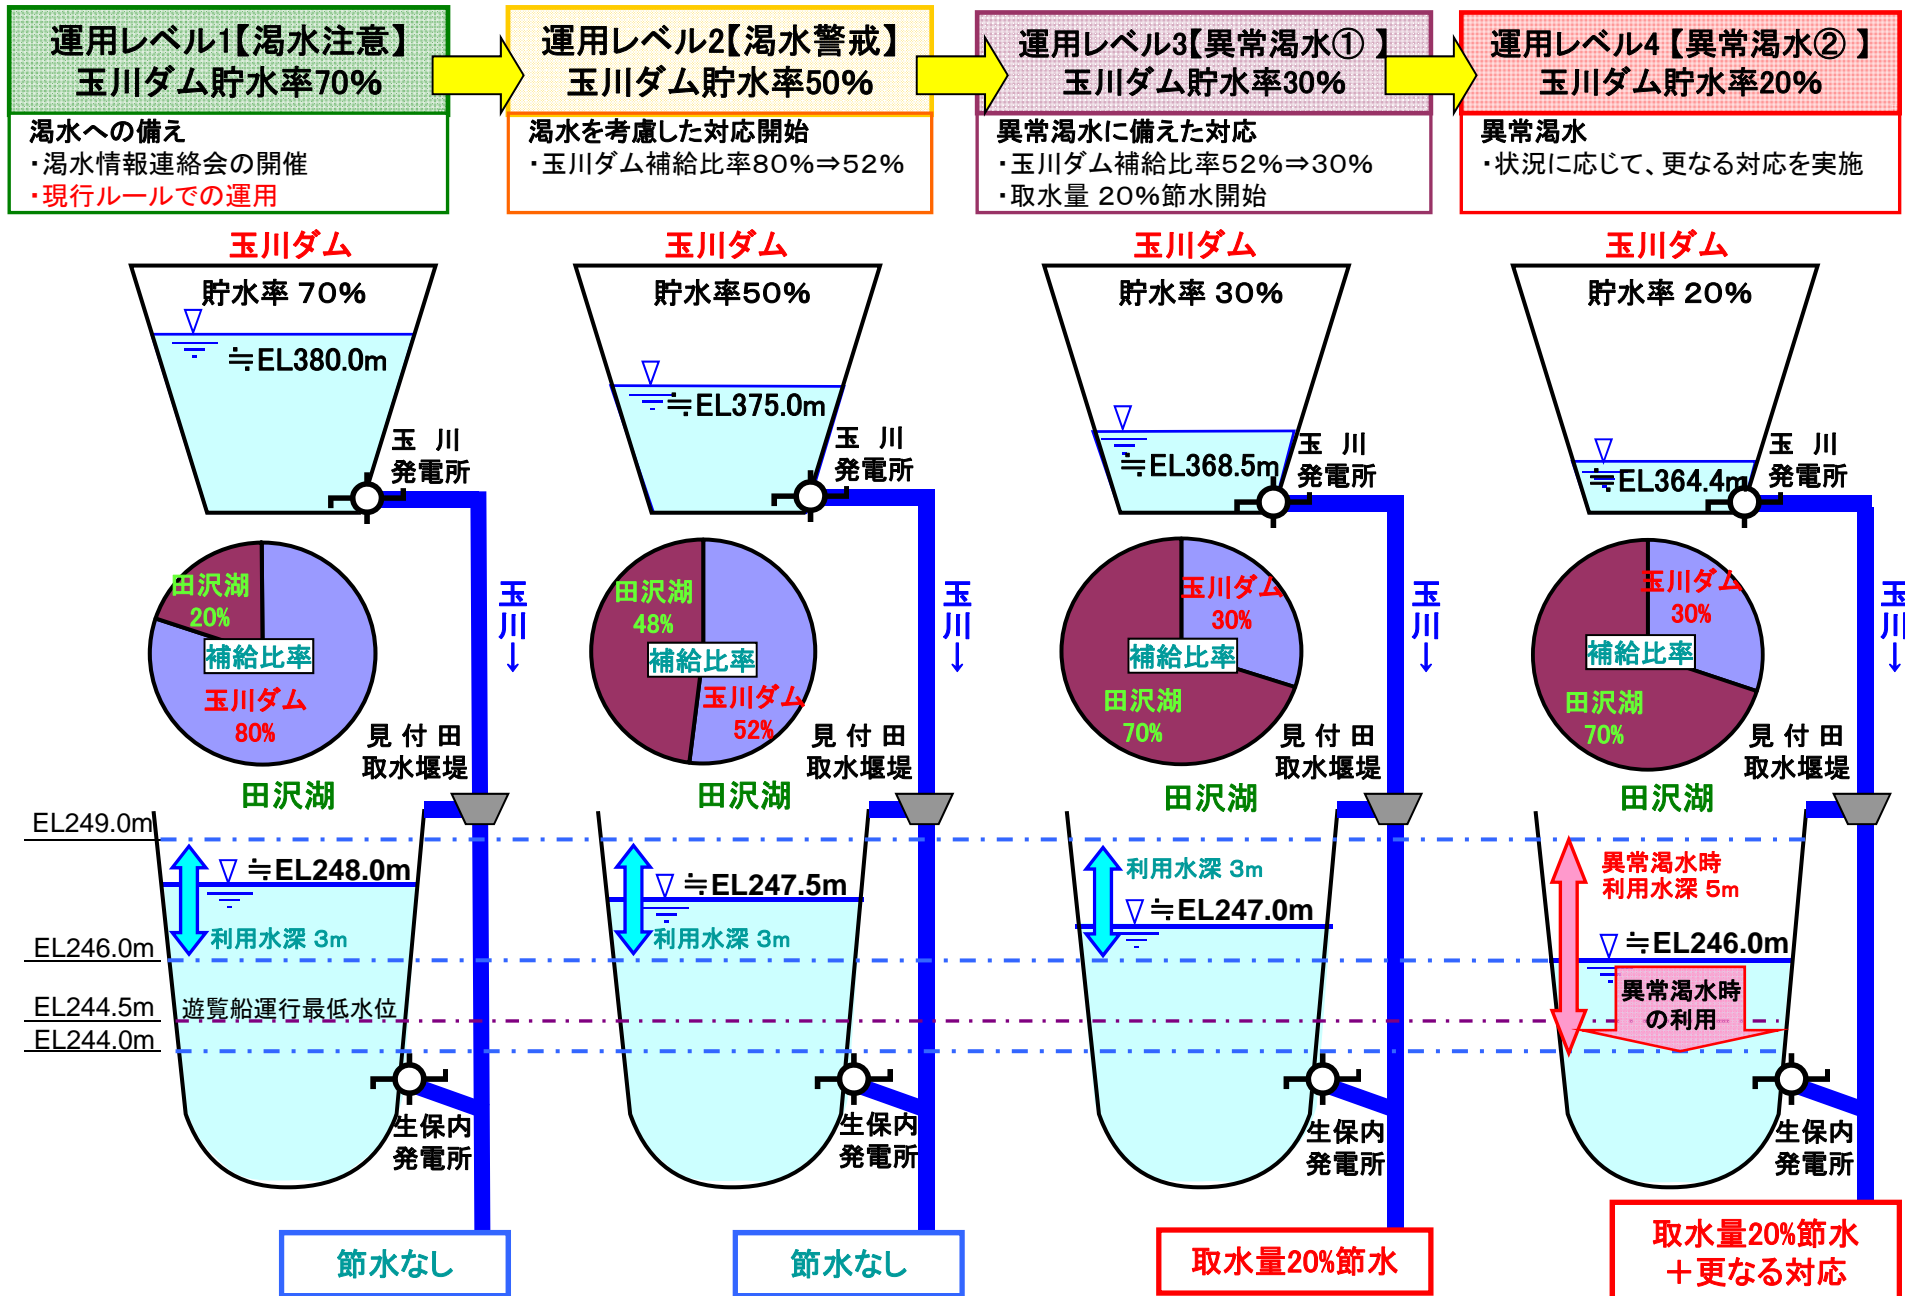 運用レベル1【渇水注意】
玉川ダム貯水率70%
渇水への備え
・渇水情報連絡会の開催
・現行ルールでの運用
運用レベル2【渇水警戒】
玉川ダム貯水率50%
渇水を考慮した対応開始
・玉川ダム補給比率80%⇒52%
運用レベル3【異常渇水①】
玉川ダム貯水率30%
異常渇水に備えた対応
・玉川ダム補給比率52%⇒30%
・取水量 20%節水開始
運用レベル4【異常渇水②】
玉川ダム貯水率20%
異常渇水
・状況に応じて、更なる対応を実施
玉川ダム
貯水率 70%
≒EL380.0m
玉 川
発電所
田沢湖
20%
補給比率
玉川ダム
80%
玉川↓
見 付 田
取水堰堤
田沢湖
EL249.0m
≒EL248.0m
利用水深 3m
EL246.0m
EL244.5m
遊覧船運行最低水位
EL244.0m
生保内
発電所
節水なし
玉川ダム
貯水率50%
≒EL375.0m
玉 川
発電所
田沢湖
48%
補給比率
玉川ダム
52%
玉川↓
見 付 田
取水堰堤
田沢湖
≒EL247.5m
利用水深 3m
生保内
発電所
節水なし
玉川ダム
貯水率 30%
≒EL368.5m
玉 川
発電所
玉川ダム
30%
補給比率
田沢湖
70%
玉川↓
見 付 田
取水堰堤
田沢湖
利用水深 3m
≒EL247.0m
生保内
発電所
取水量20%節水
玉川ダム
貯水率 20%
≒EL364.4m
玉 川
発電所
玉川ダム
30%
補給比率
田沢湖
70%
玉川↓
見 付 田
取水堰堤
田沢湖
異常渇水時
利用水深 5m
≒EL246.0m
異常渇水時
の利用
生保内
発電所
取水量20%節水
＋更なる対応